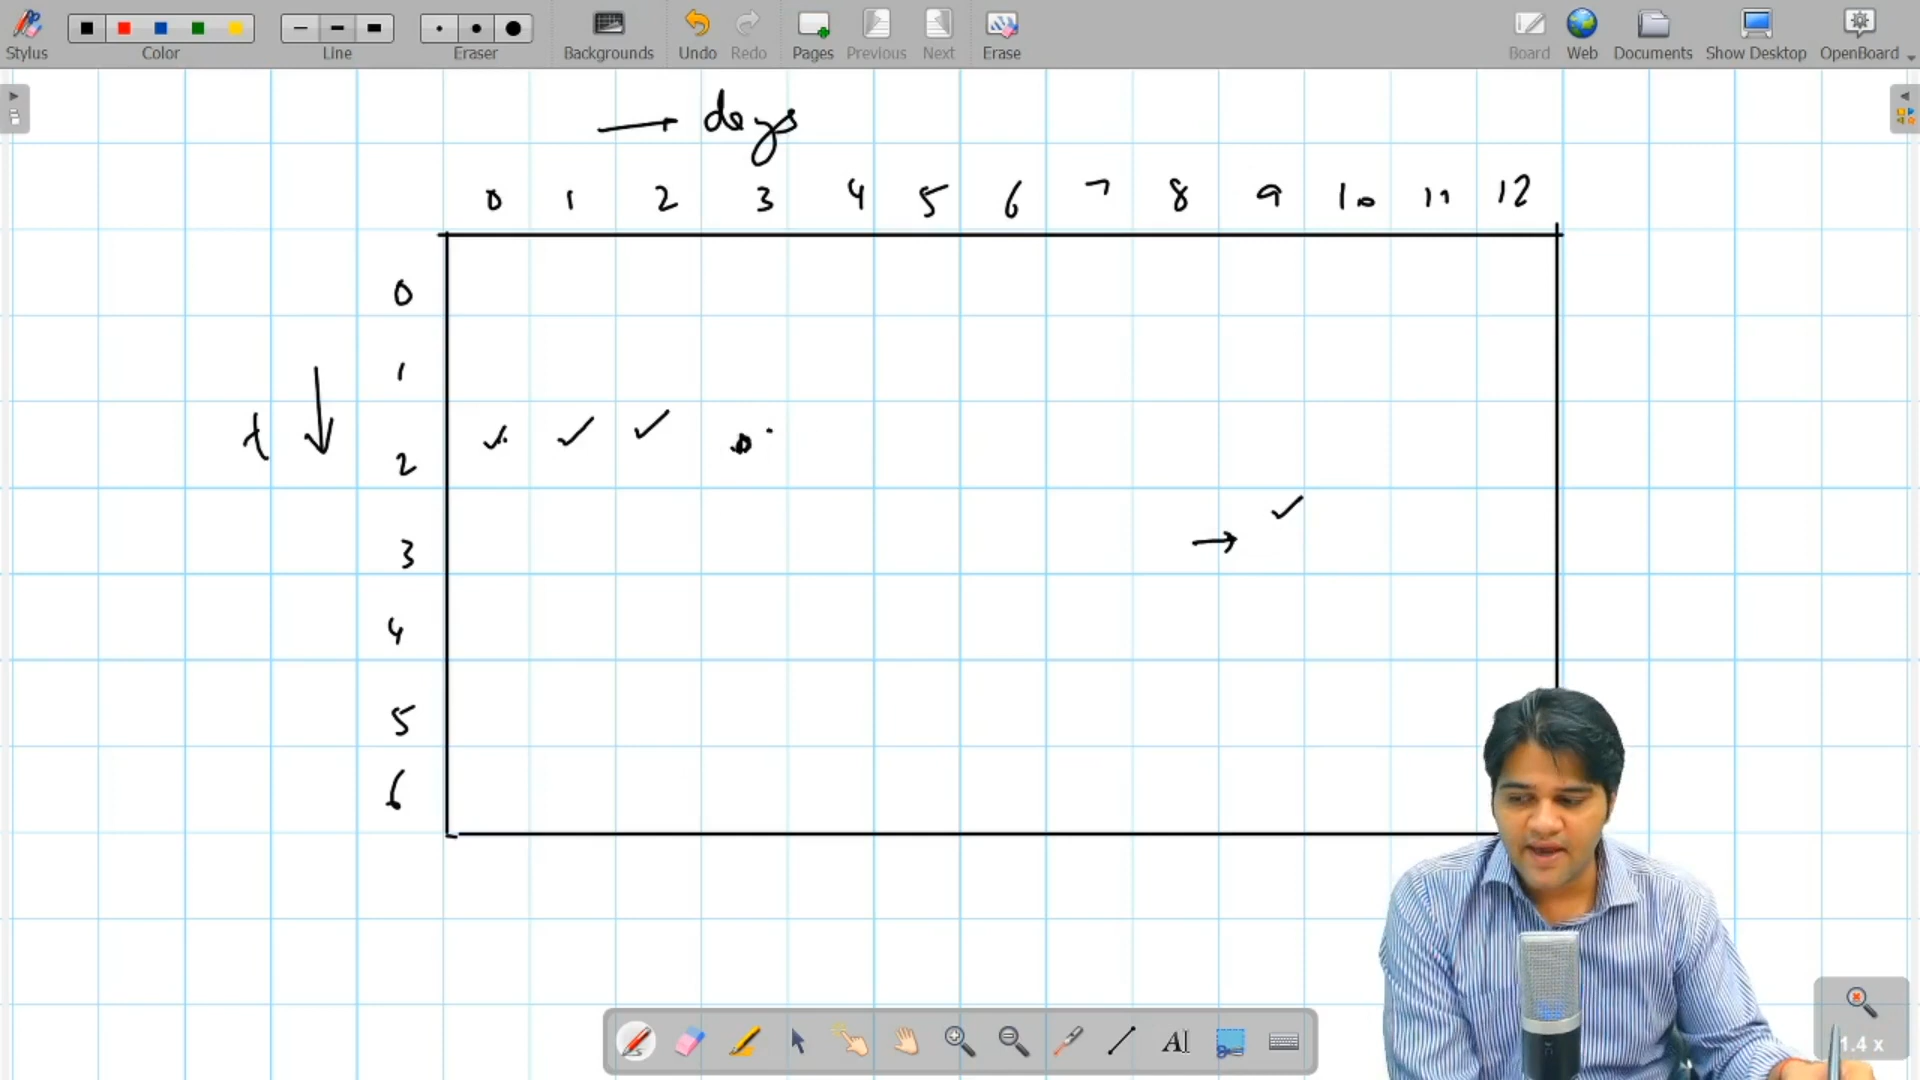 Stylus Color Line Eraser Backgrounds Undo Redo Pages Previous Next Erase Board Web Documents Show Desktop OpenBoard
days
0 1 2 3 4 5 6 7 8 9 10 11 12
0
1
t
2
3
4
5
6
AI
1.4 x